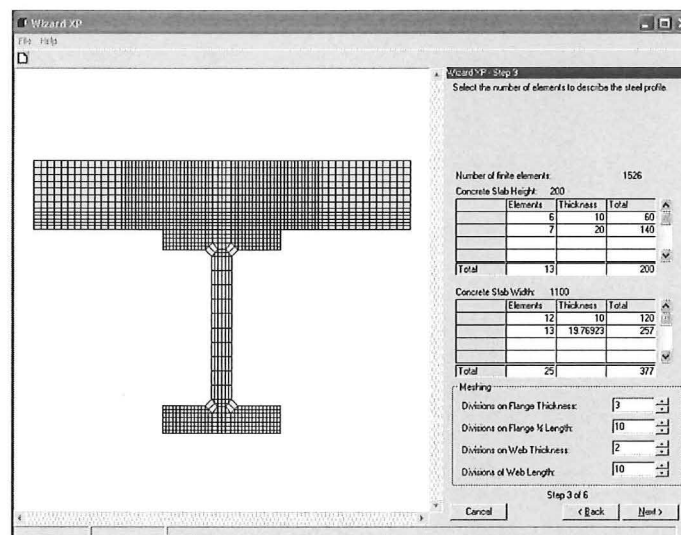 Wizard XP
File Help
Wizard XP - Step 3
Select the number of elements to describe the steel profile.
Number of finite elements: 1526
Concrete Slab Height: 200
Elements Thickness Total
6 10 60
7 20 140
Total 13 200
Concrete Slab Width: 1100
Elements Thickness Total
12 10 120
13 19.76923 257
Total 25 377
Meshing
Divisions on Flange Thickness: 3
Divisions on Flange ½ Length: 10
Divisions on Web Thickness: 2
Divisions of Web Length: 10
Step 3 of 6
Cancel < Back Next >